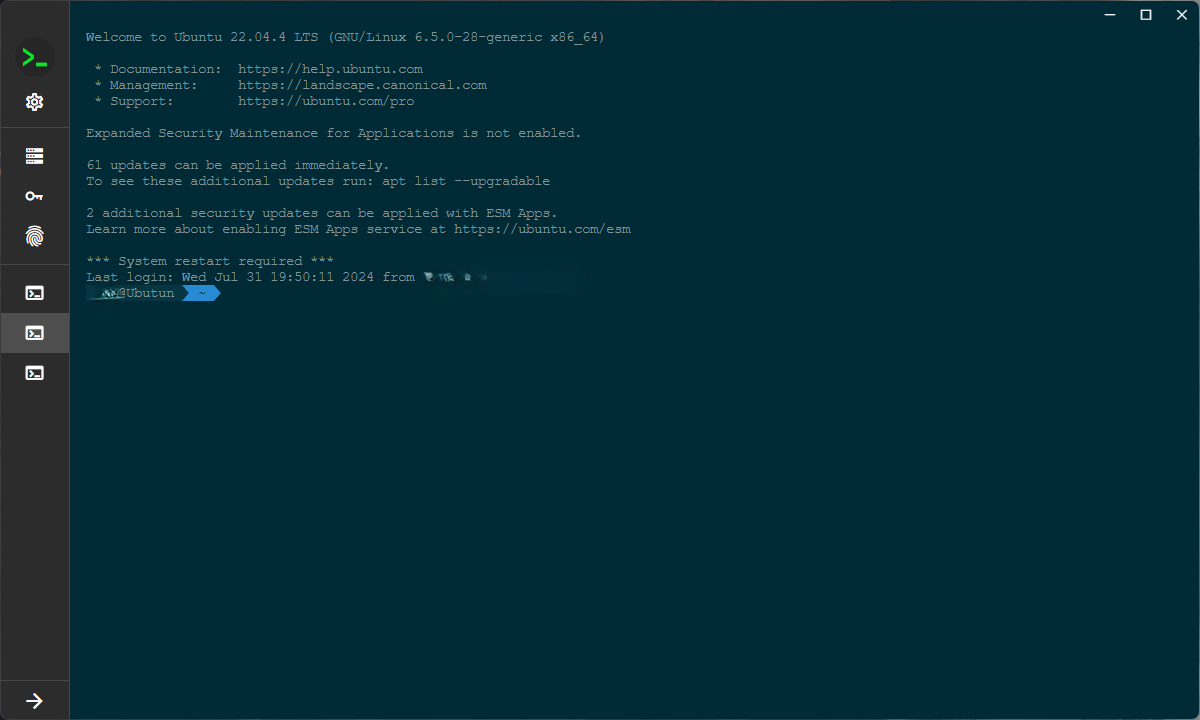 Welcome to Ubuntu 22.04.4 LTS (GNU/Linux 6.5.0-28-generic x86_64)
* Documentation: https://help.ubuntu.com
* Management: https://landscape.canonical.com
* Support: https://ubuntu.com/pro
Expanded Security Maintenance for Applications is not enabled.
61 updates can be applied immediately.
To see these additional updates run: apt list --upgradable
2 additional security updates can be applied with ESM Apps.
Learn more about enabling ESM Apps service at https://ubuntu.com/esm
*** System restart required ***
Last login: Wed Jul 31 19:50:11 2024 from
@Ubutun ~